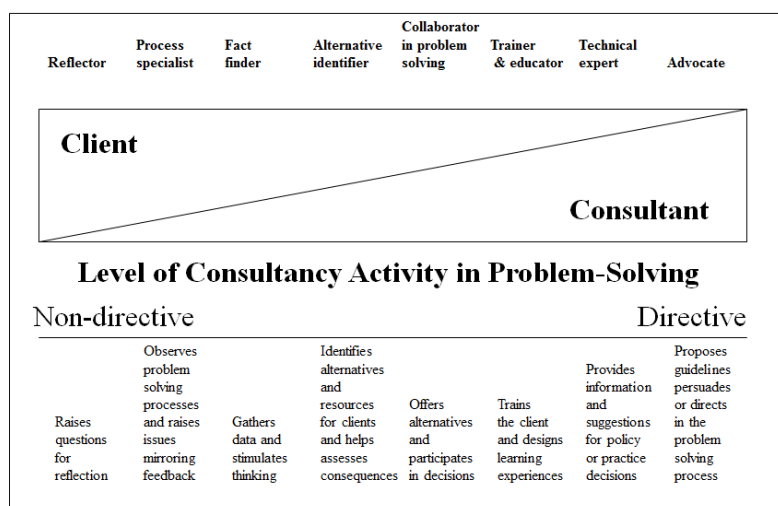 Reflector
Process
specialist
Fact
finder
Alternative
identifier
Collaborator
in problem
solving
Trainer
& educator
Technical
expert
Advocate
Client
Consultant
Level of Consultancy Activity in Problem-Solving
Non-directive
Directive
Raises
questions
for
reflection
Observes
problem
solving
processes
and raises
issues
mirroring
feedback
Gathers
data and
stimulates
thinking
Identifies
alternatives
and
resources
for clients
and helps
assesses
consequences
Offers
alternatives
and
participates
in decisions
Trains
the client
and designs
learning
experiences
Provides
information
and
suggestions
for policy
or practice
decisions
Proposes
guidelines
persuades
or directs
in the
problem
solving
process